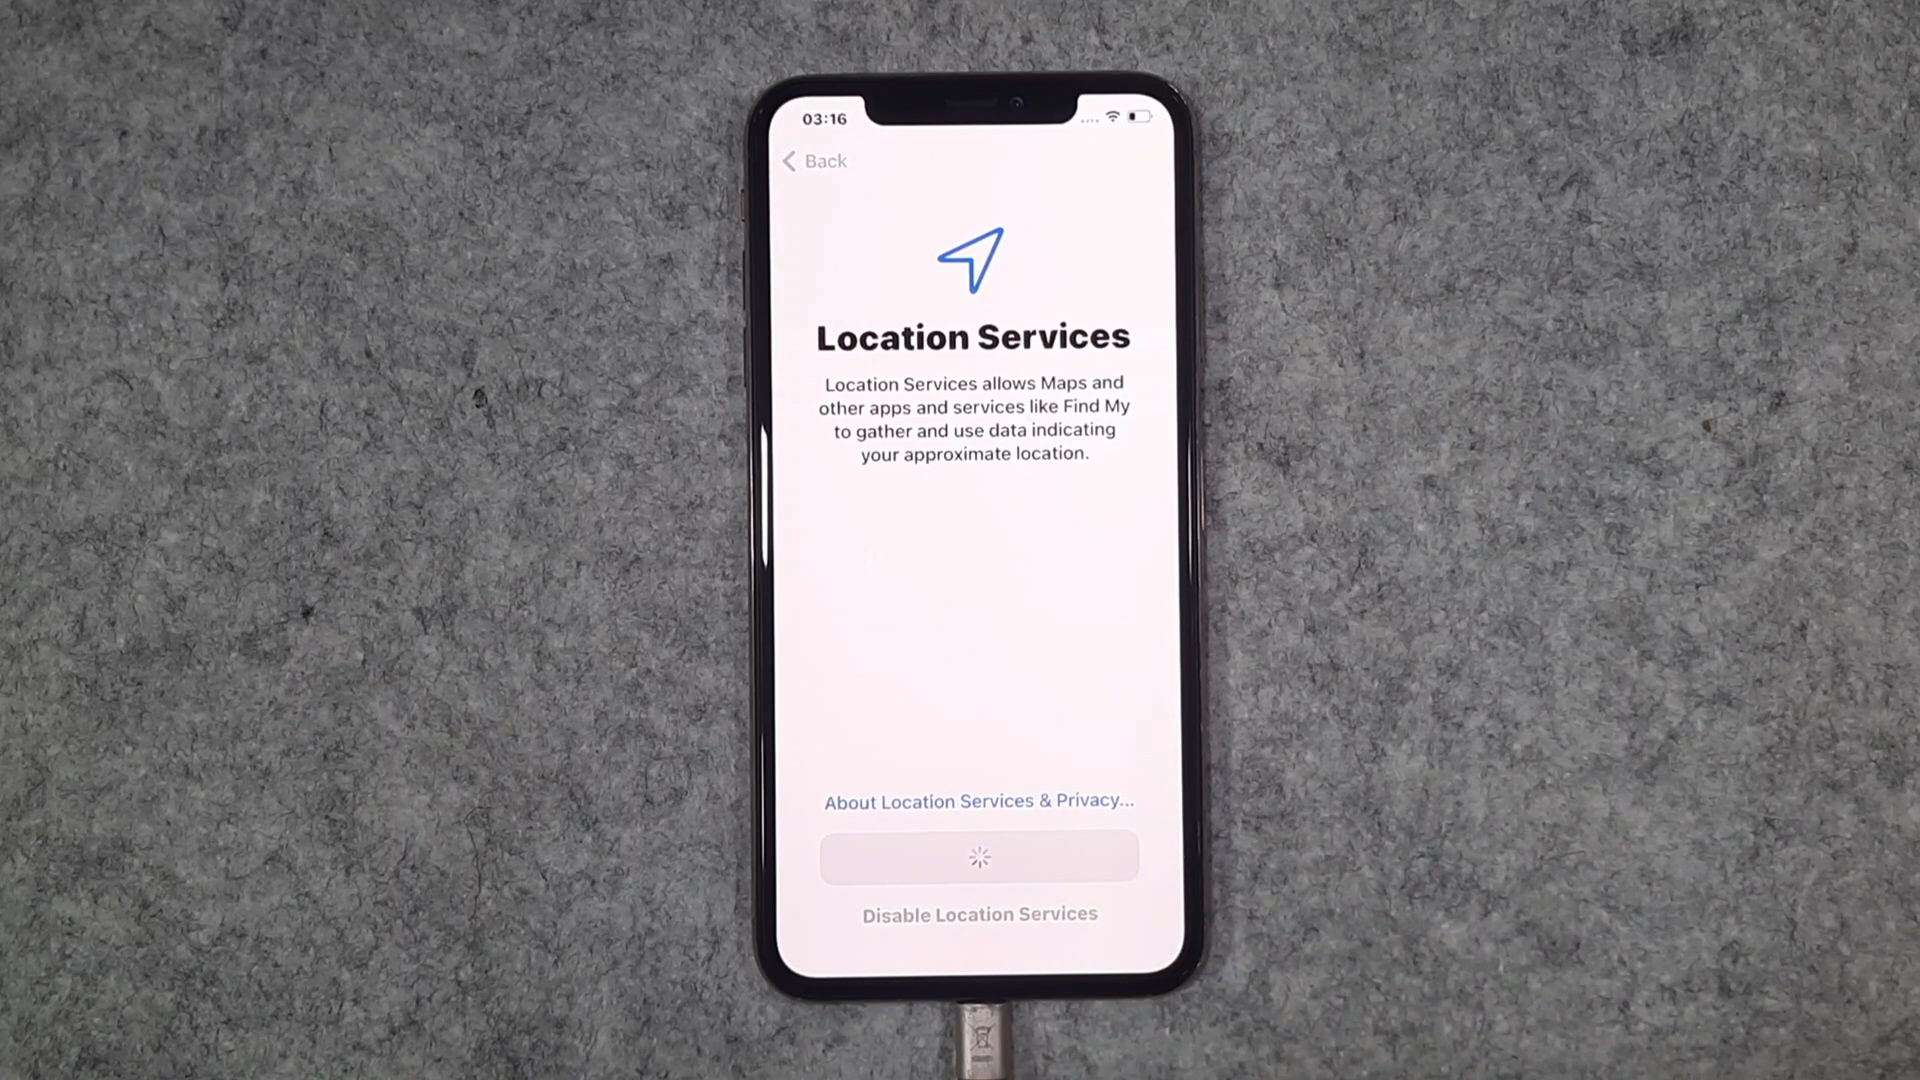 03:16
Back
Location Services
Location Services allows Maps and
other apps and services like Find My
to gather and use data indicating
your approximate location.
About Location Services & Privacy...
Disable Location Services